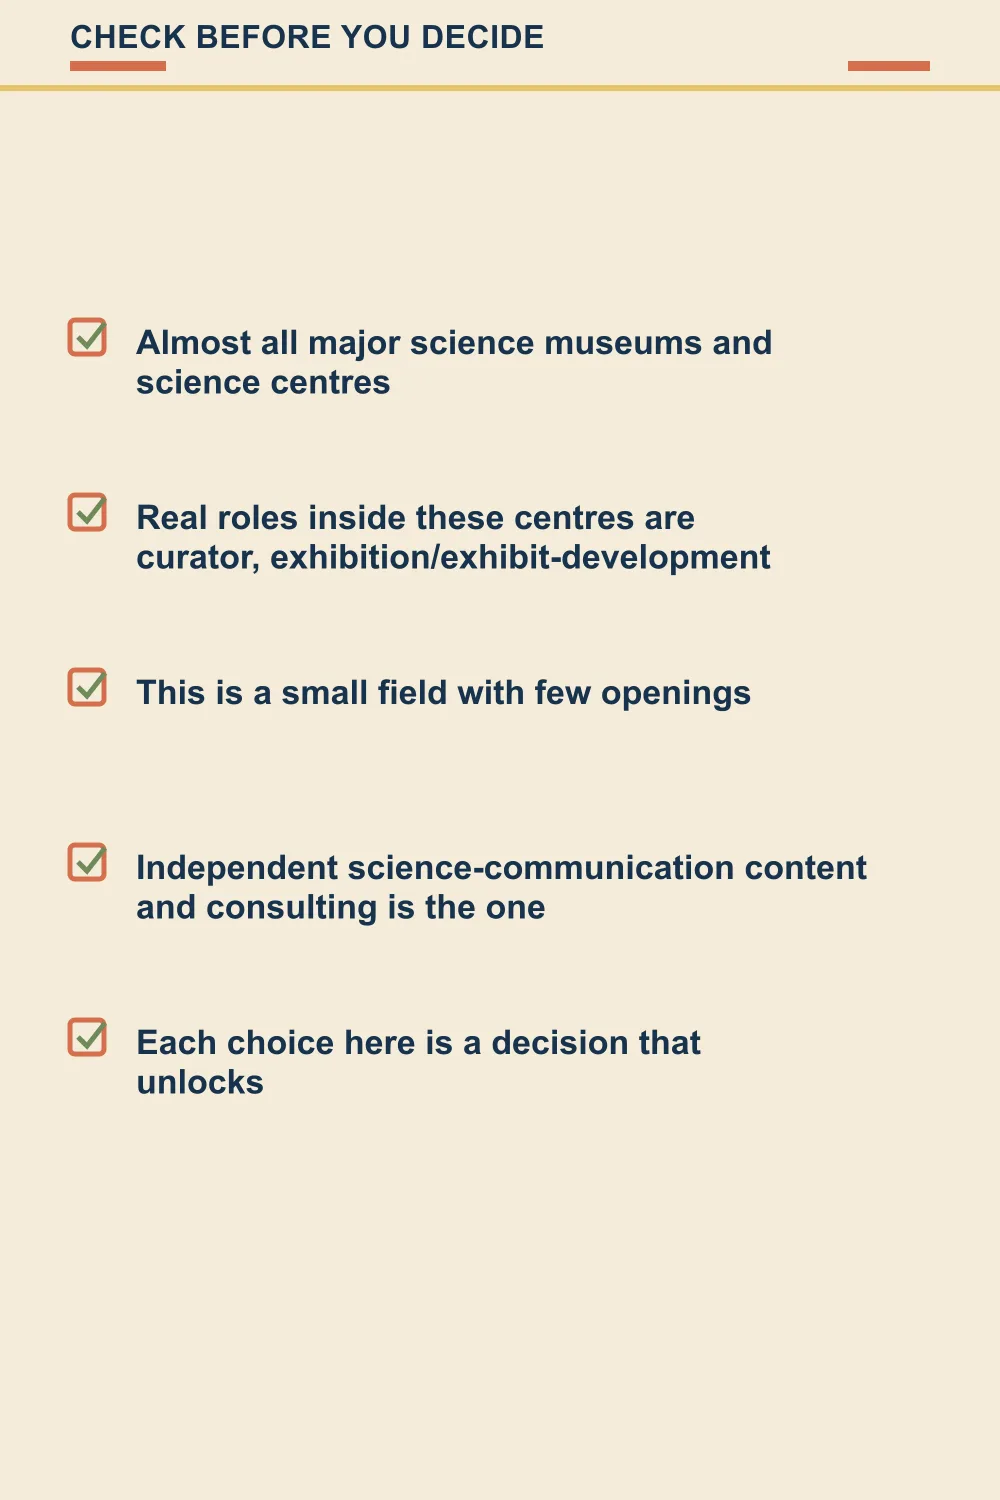 CHECK BEFORE YOU DECIDE
Almost all major science museums and
science centres
Real roles inside these centres are
curator, exhibition/exhibit-development
This is a small field with few openings
Independent science-communication content
and consulting is the one
Each choice here is a decision that
unlocks